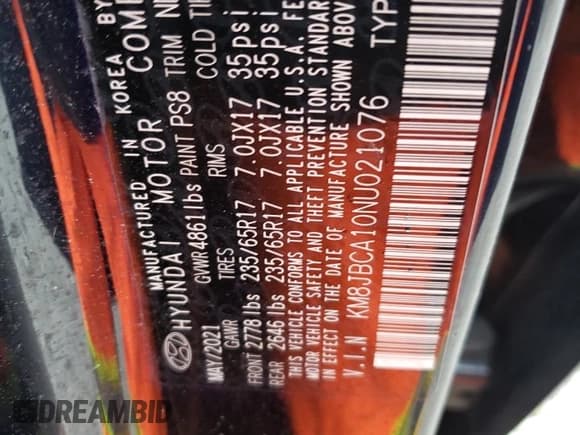 MANUFACTURED IN KOREA BY
HYUNDAI MOTOR COMP
MAY/2021 GVWR 4861 lbs PAINT PS8 TRIM
GAWR TIRES RIMS COLD TI
FRONT 2778 lbs 235/65R17 7.0JX17 35psi
REAR 2646 lbs 235/65R17 7.0JX17 35psi
THIS VEHICLE CONFORMS TO ALL APPLICABLE U.S.A. FE
MOTOR VEHICLE SAFETY AND THEFT PREVENTION STANDAR
IN EFFECT ON THE DATE OF MANUFACTURE SHOWN ABOV
V.I.N KM8JBCA10NU021076 TYP
DREAMBID